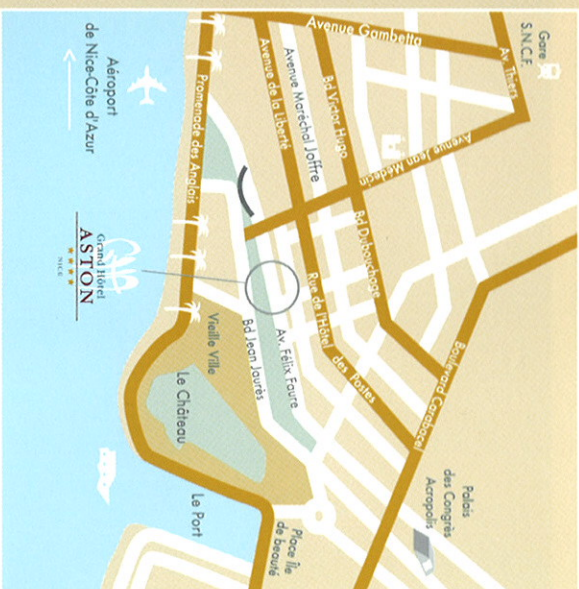 Gare
S.N.C.F.
Av. Thiers
Avenue Gambetta
Bd Victor Hugo
Avenue Maréchal Joffre
Avenue de la Liberté
Avenue Jean Médecin
Promenade des Anglais
Aéroport
de Nice-Côte d'Azur
Bd Dubouchage
Rue de l'Hôtel
des Postes
Boulevard Carabacel
Av. Félix Faure
Bd Jean Jaurès
Grand Hôtel
ASTON
NICE
Vieille Ville
Le Château
Le Port
Place Île
de beauté
Palais
des Congrès
Acropolis